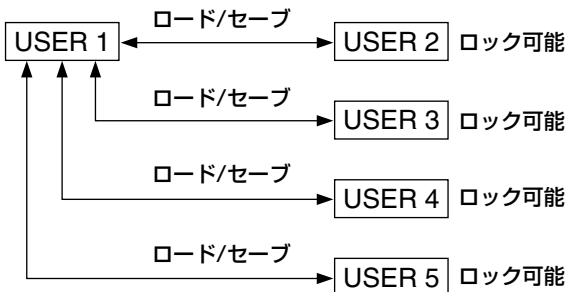 ロード/セーブ
USER 1 USER 2 ロック可能
ロード/セーブ
USER 3 ロック可能
ロード/セーブ
USER 4 ロック可能
ロード/セーブ
USER 5 ロック可能